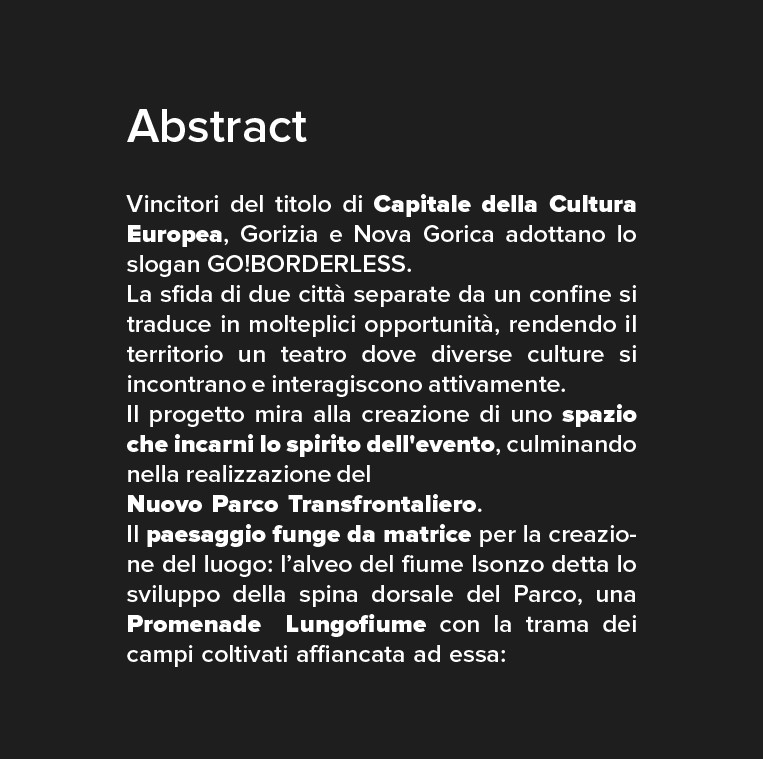 Abstract
Vincitori del titolo di Capitale della Cultura
Europea, Gorizia e Nova Gorica adottano lo
slogan GO!BORDERLESS.
La sfida di due città separate da un confine si
traduce in molteplici opportunità, rendendo il
territorio un teatro dove diverse culture si
incontrano e interagiscono attivamente.
Il progetto mira alla creazione di uno spazio
che incarni lo spirito dell'evento, culminando
nella realizzazione del
Nuovo Parco Transfrontaliero.
Il paesaggio funge da matrice per la creazio-
ne del luogo: l’alveo del fiume Isonzo detta lo
sviluppo della spina dorsale del Parco, una
Promenade Lungofiume con la trama dei
campi coltivati affiancata ad essa: